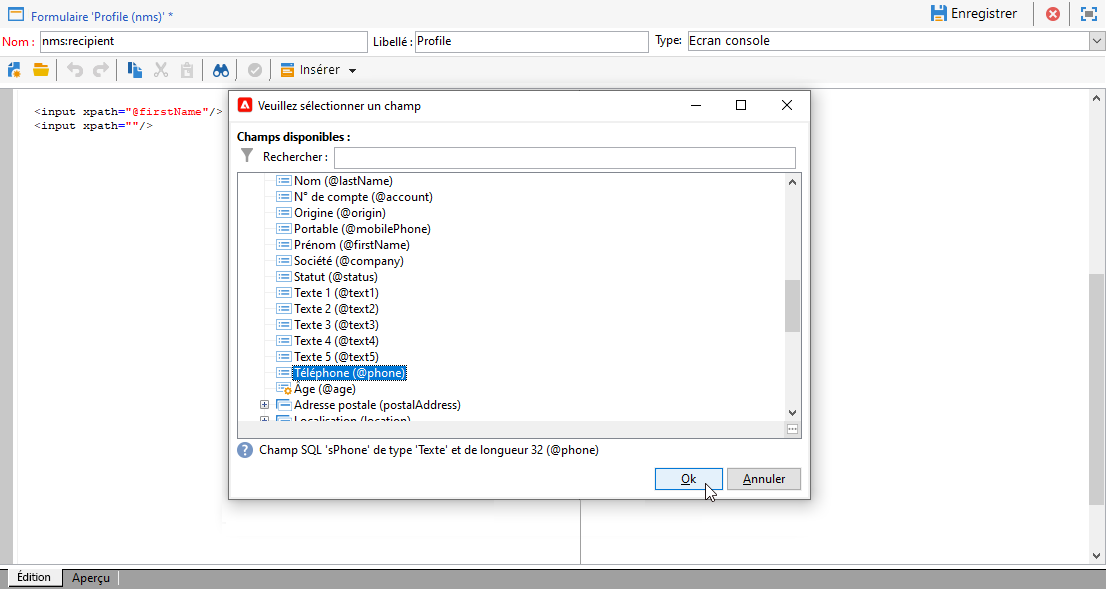 Formulaire 'Profile (nms)' *
Enregistrer
Nom : nms:recipient Libellé : Profile Type: Ecran console
Insérer
<input xpath="@firstName"/>
<input xpath=""/>
Veuillez sélectionner un champ
Champs disponibles :
Rechercher :
Nom (@lastName)
N° de compte (@account)
Origine (@origin)
Portable (@mobilePhone)
Prénom (@firstName)
Société (@company)
Statut (@status)
Texte 1 (@text1)
Texte 2 (@text2)
Texte 3 (@text3)
Texte 4 (@text4)
Texte 5 (@text5)
Téléphone (@phone)
Âge (@age)
Adresse postale (postalAddress)
Localisation (location)
Champ SQL 'sPhone' de type 'Texte' et de longueur 32 (@phone)
Ok Annuler
Édition Aperçu